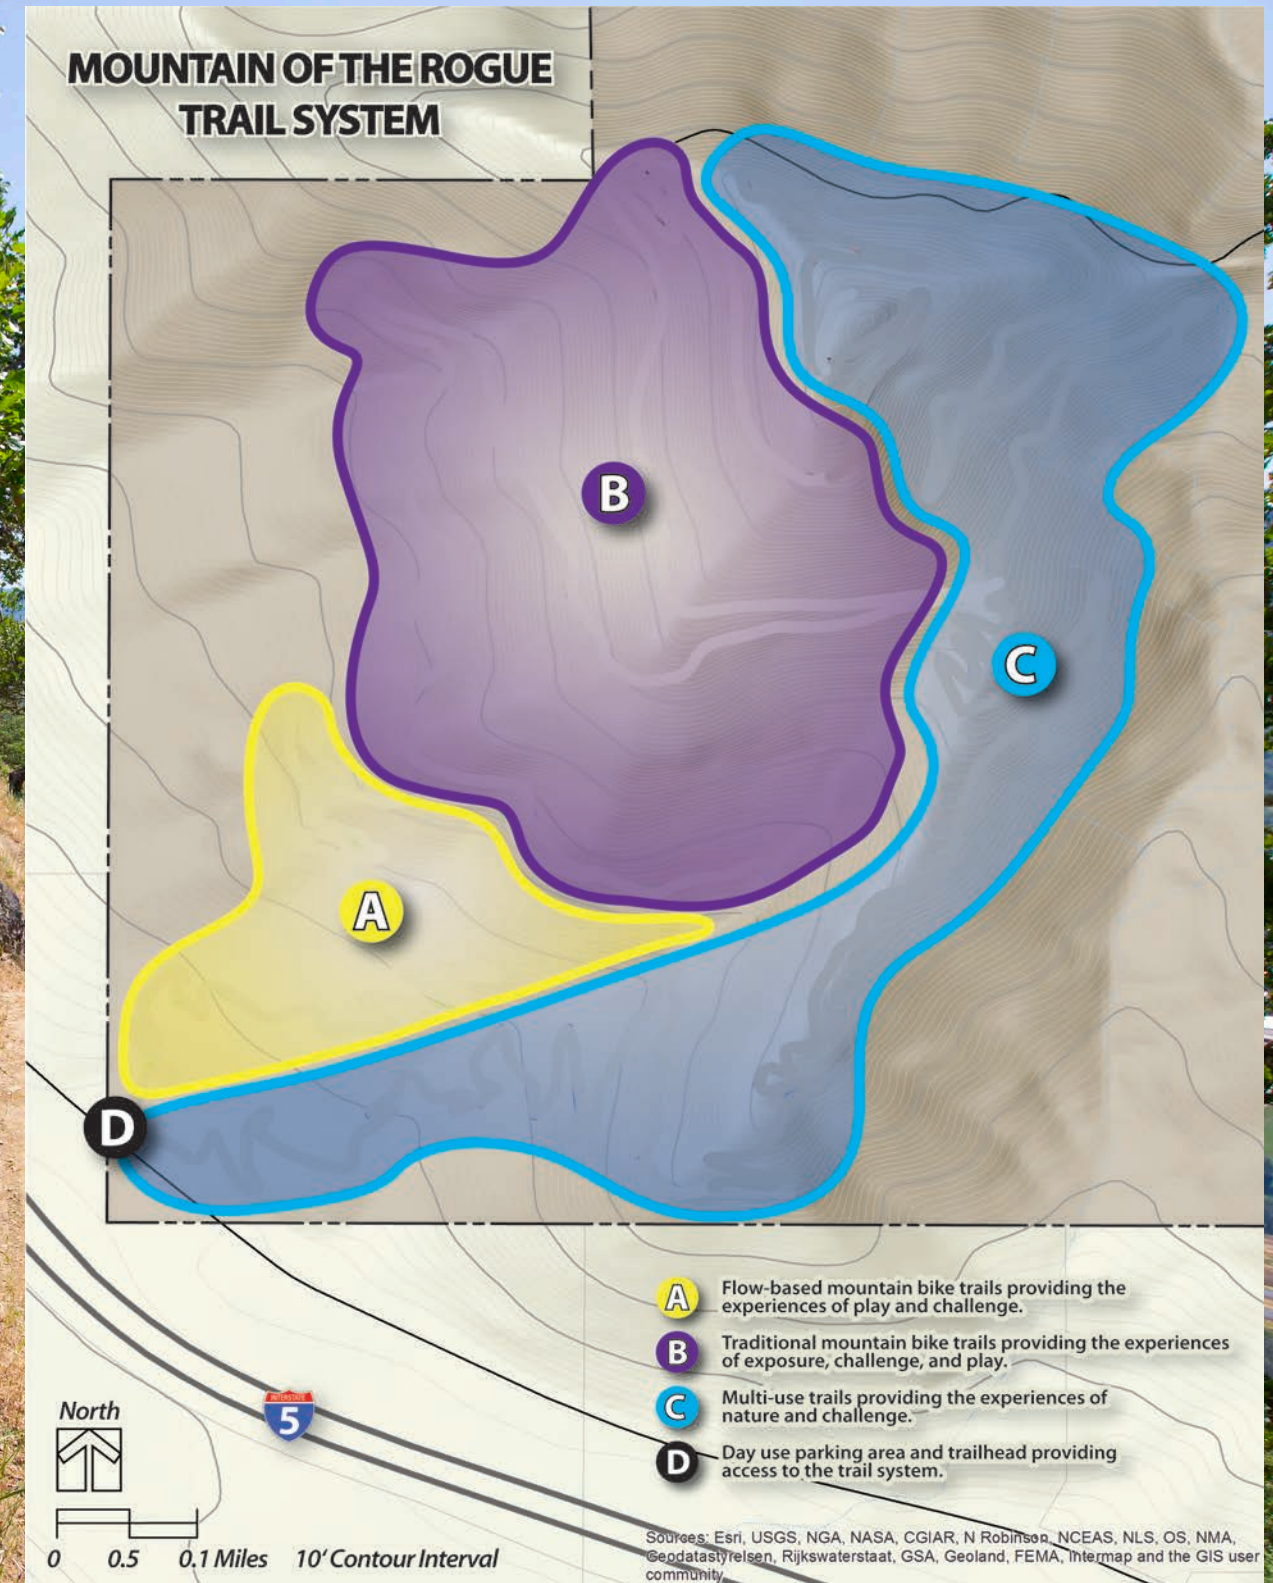 MOUNTAIN OF THE ROGUE
TRAIL SYSTEM
B
C
A
D
A Flow-based mountain bike trails providing the
experiences of play and challenge.
B Traditional mountain bike trails providing the experiences
of exposure, challenge, and play.
C Multi-use trails providing the experiences of
nature and challenge.
D Day use parking area and trailhead providing
access to the trail system.
INTERSTATE
5
North
0 0.5 0.1 Miles 10' Contour Interval
Sources: Esri, USGS, NGA, NASA, CGIAR, N Robinson, NCEAS, NLS, OS, NMA,
Geodatastyrelsen, Rijkswaterstaat, GSA, Geoland, FEMA, Intermap and the GIS user
community